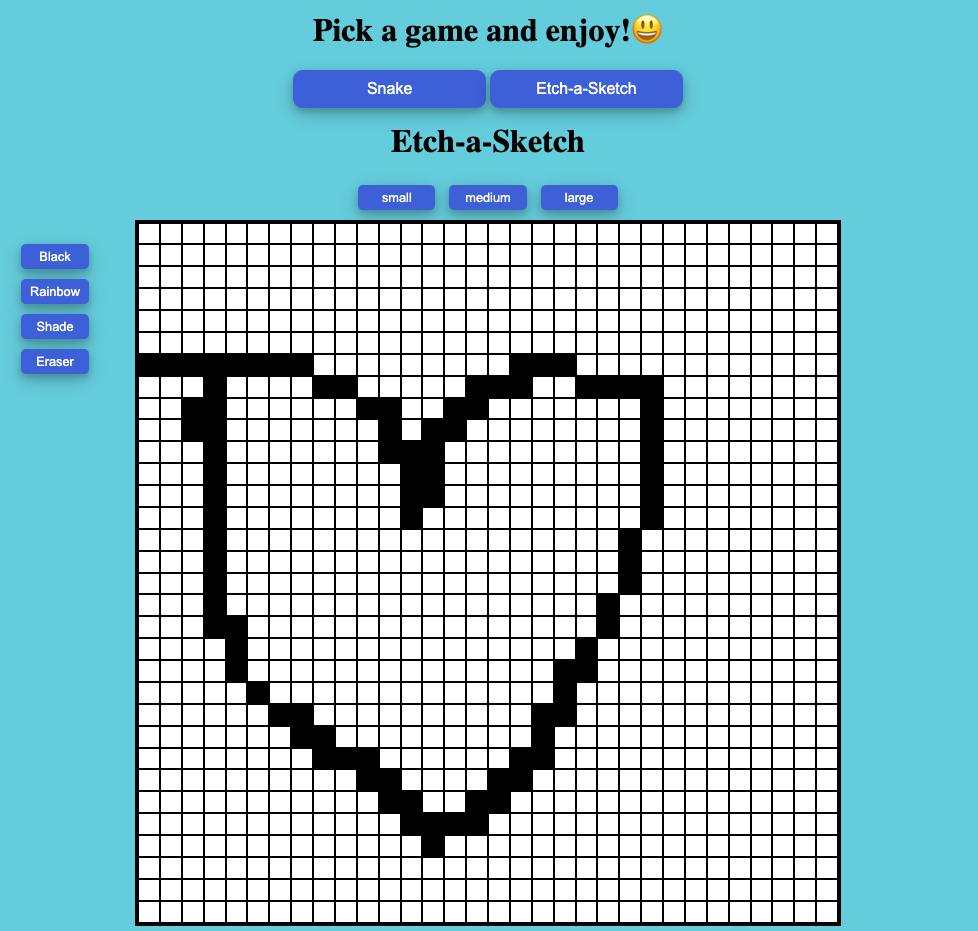 Pick a game and enjoy!😃
Snake Etch-a-Sketch
Etch-a-Sketch
small medium large
Black
Rainbow
Shade
Eraser